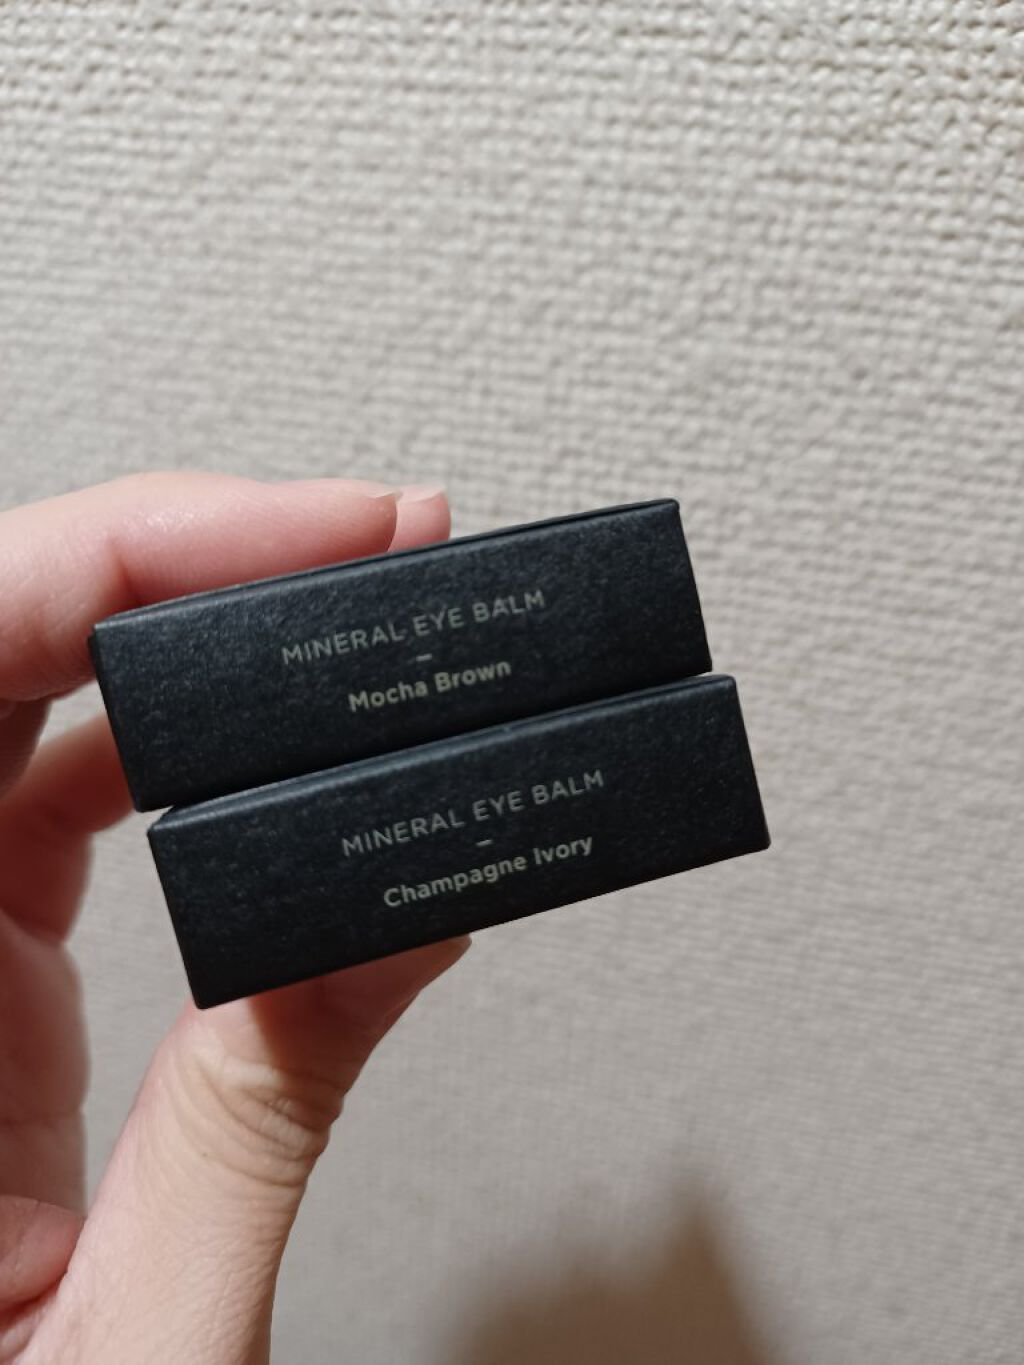 MINERAL EYE BALM
–
Mocha Brown
MINERAL EYE BALM
–
Champagne Ivory